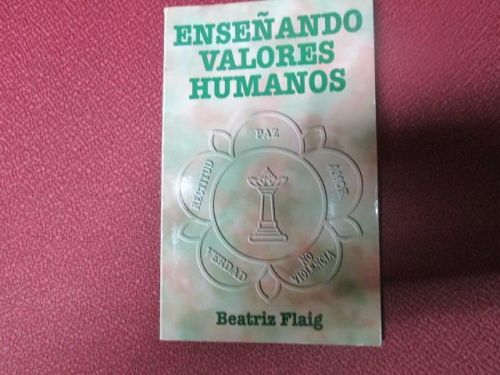 ENSEÑANDO
VALORES
HUMANOS
PAZ
RECTITUD
AMOR
VERDAD
NO
VIOLENCIA
Beatriz Flaig